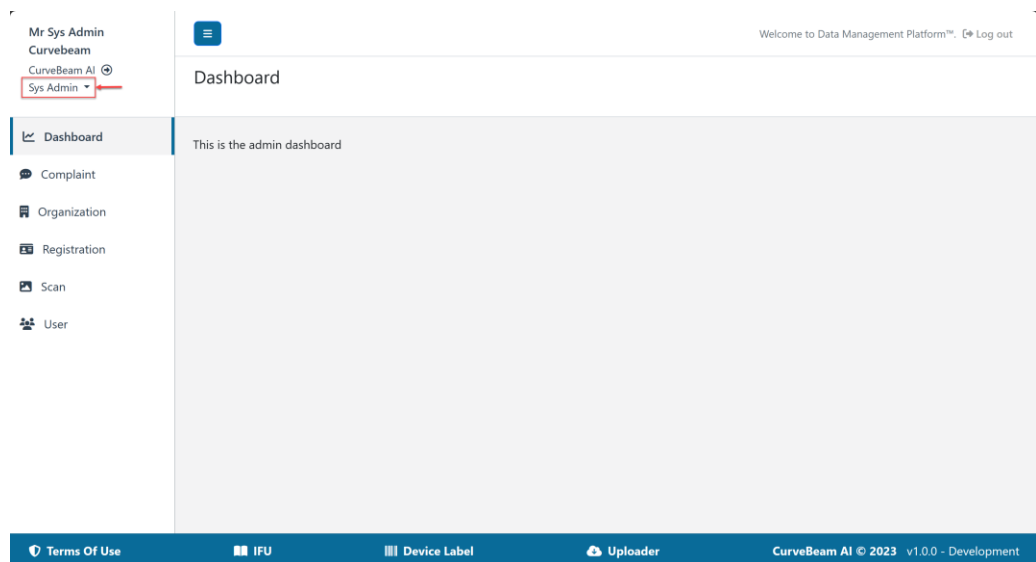 Mr Sys Admin
Curvebeam
CurveBeam AI
Sys Admin
Welcome to Data Management Platform™. Log out
Dashboard
Dashboard
Complaint
Organization
Registration
Scan
User
This is the admin dashboard
Terms Of Use IFU Device Label Uploader CurveBeam AI © 2023 v1.0.0 - Development